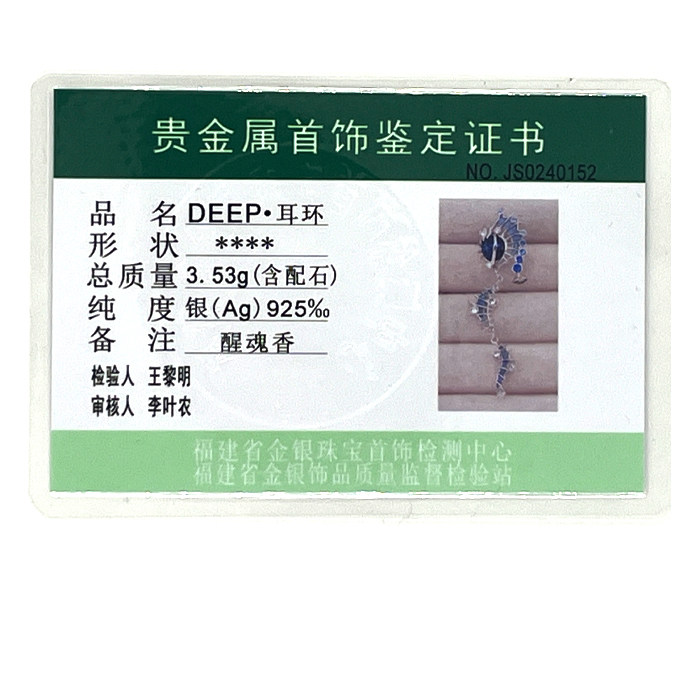 贵金属首饰鉴定证书
NO. JS0240152
品 名 DEEP•耳环
形 状 ****
总质量 3.53g(含配石)
纯 度 银(Ag)925‰
备 注 醒魂香
检验人 王黎明
审核人 李叶农
福建省金银珠宝首饰检测中心
福建省金银饰品质量监督检验站